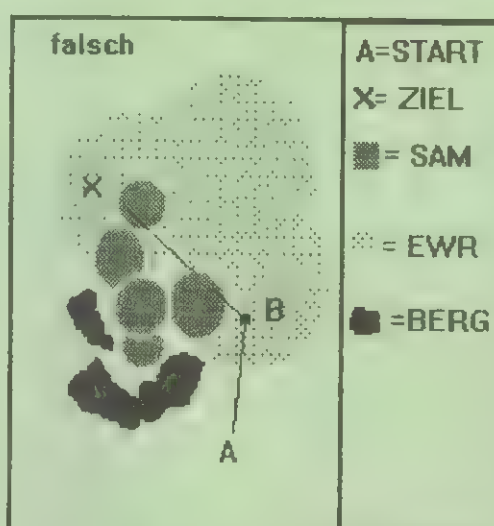 falsch
A=START
X= ZIEL
= SAM
= EWR
=BERG
X
B
A